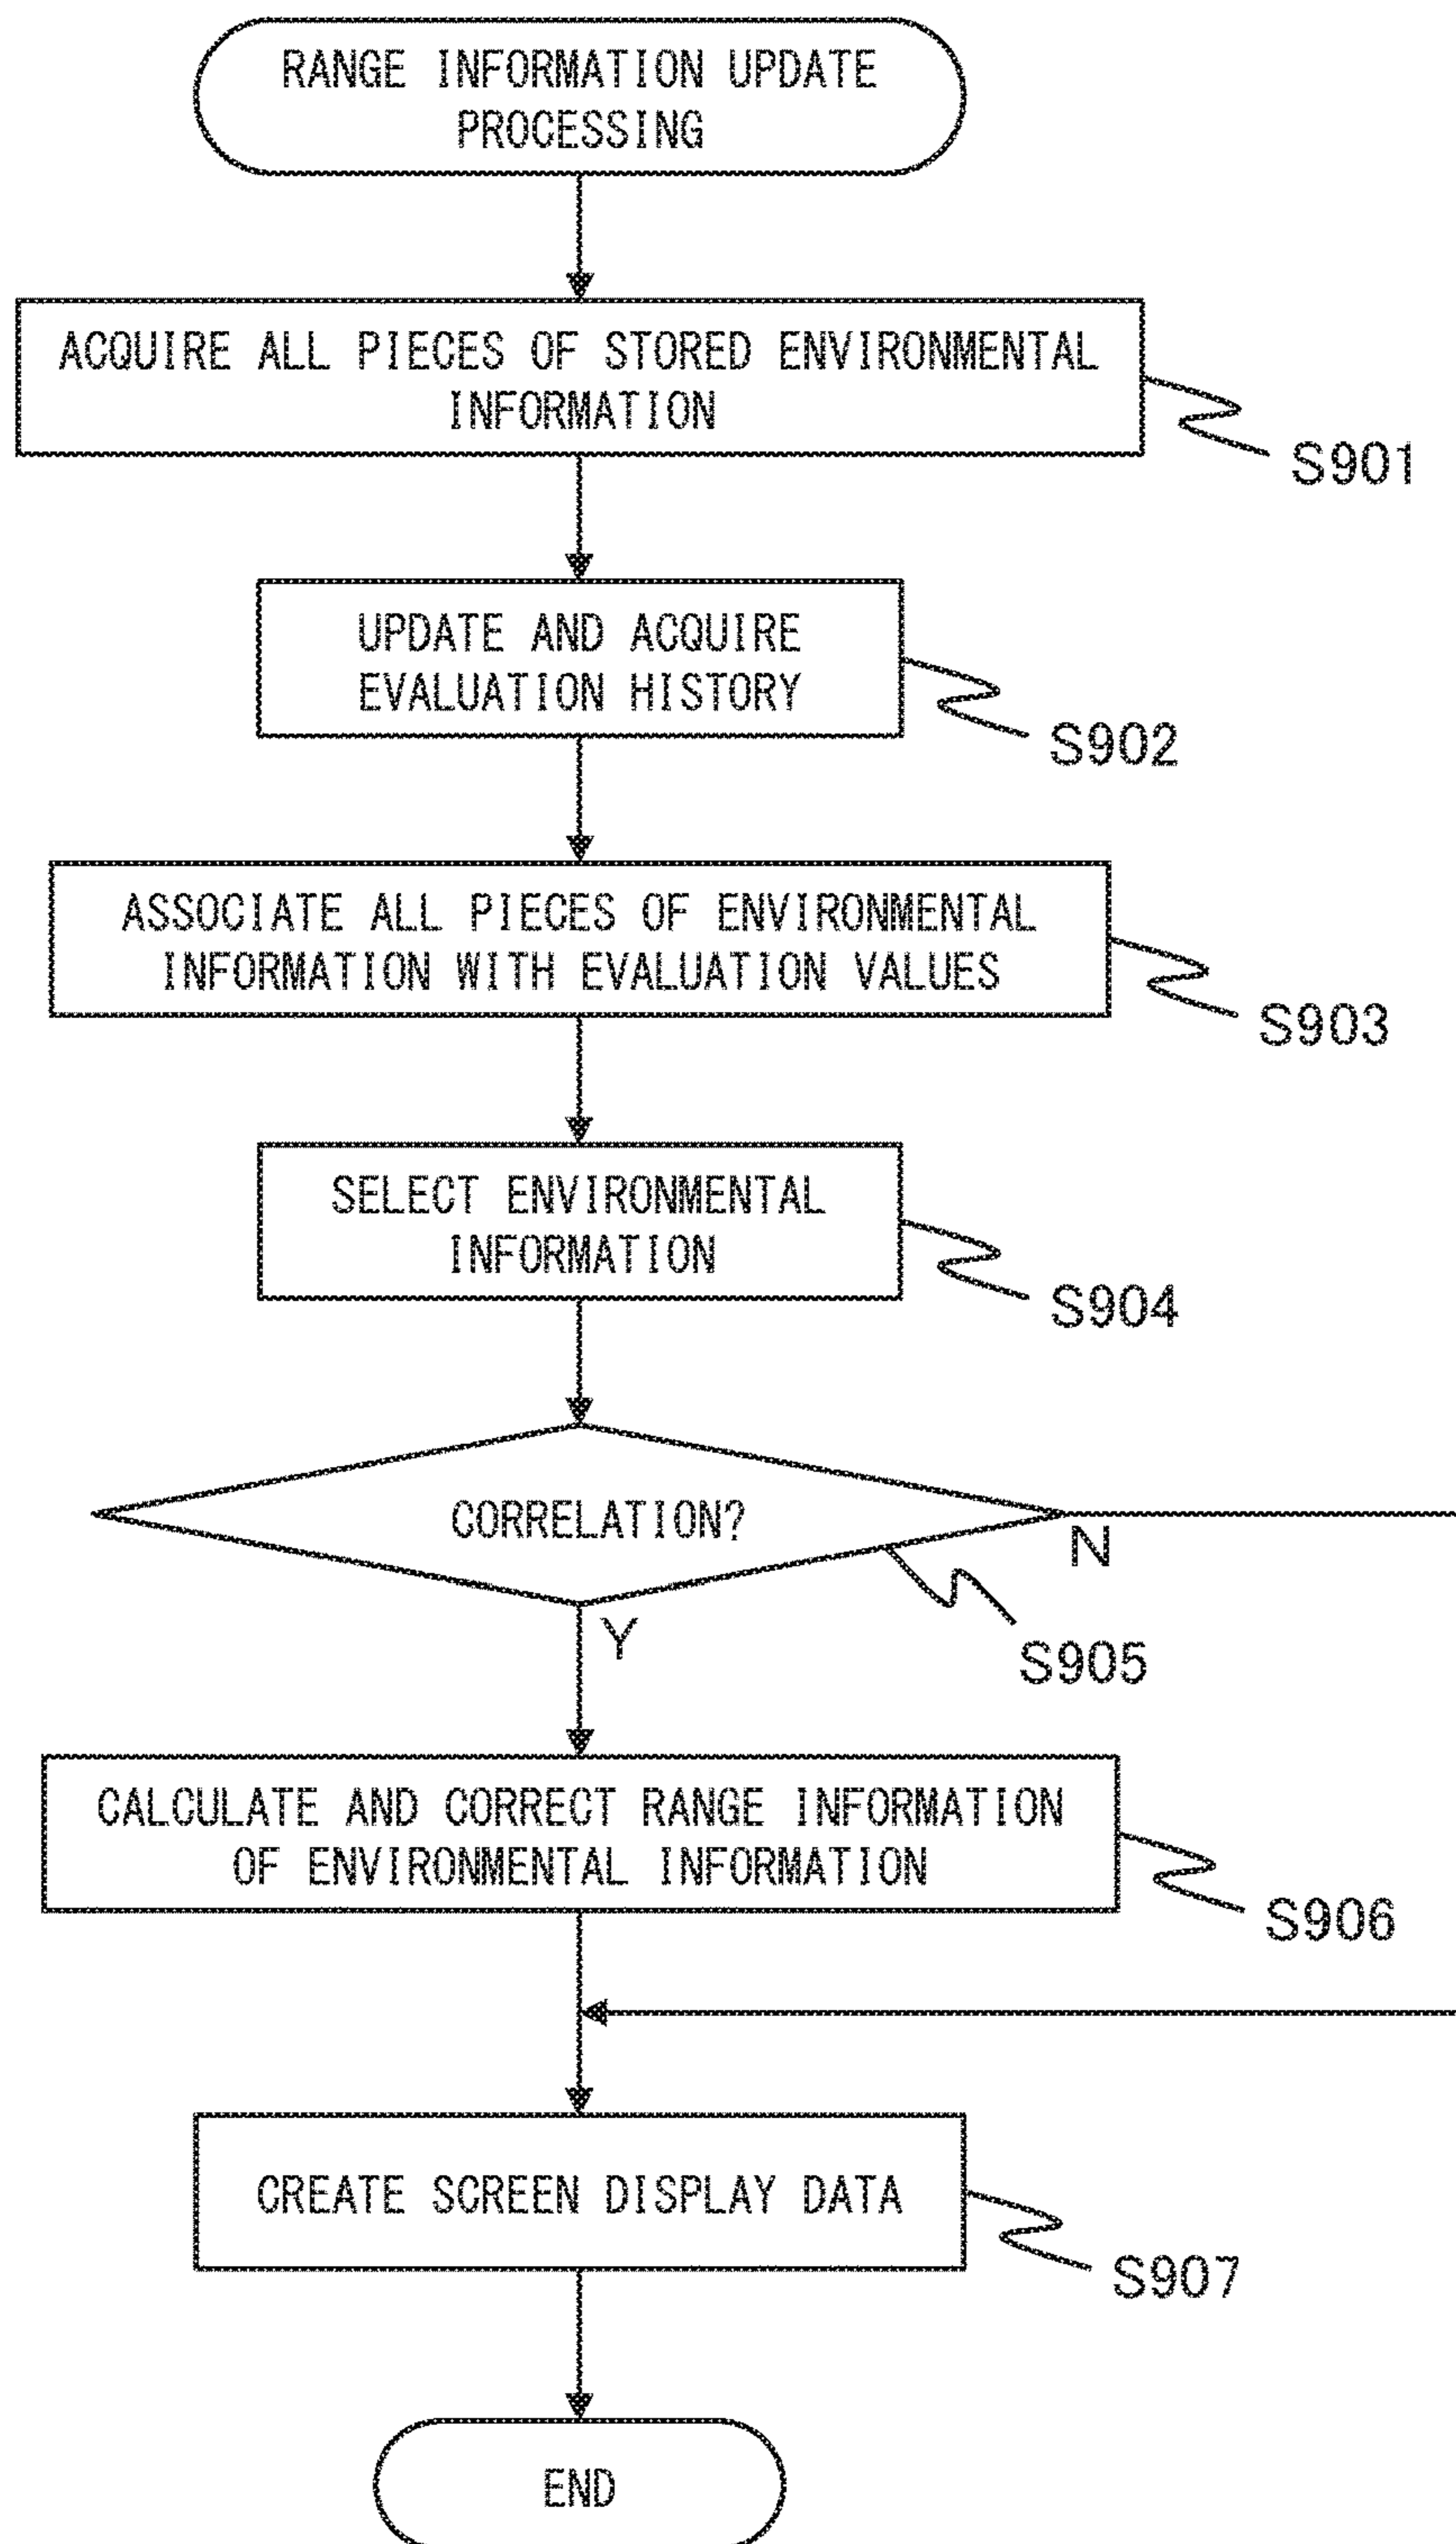 RANGE INFORMATION UPDATE
PROCESSING
ACQUIRE ALL PIECES OF STORED ENVIRONMENTAL
INFORMATION
S901
UPDATE AND ACQUIRE
EVALUATION HISTORY
S902
ASSOCIATE ALL PIECES OF ENVIRONMENTAL
INFORMATION WITH EVALUATION VALUES
S903
SELECT ENVIRONMENTAL
INFORMATION
S904
CORRELATION?
N
Y
S905
CALCULATE AND CORRECT RANGE INFORMATION
OF ENVIRONMENTAL INFORMATION
S906
CREATE SCREEN DISPLAY DATA
S907
END